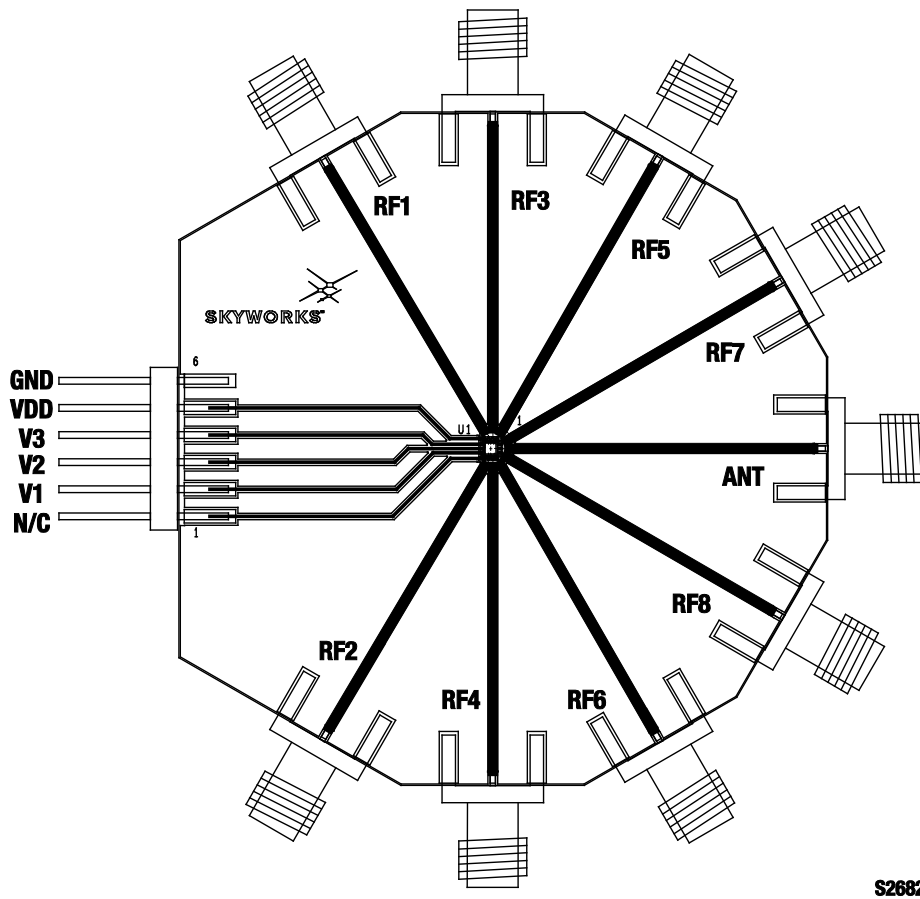 RF1
RF3
RF5
RF7
SKYWORKS
6
GND
VDD
V3
V2
V1
N/C
1
U1
1
ANT
RF8
RF2
RF4
RF6
S2682